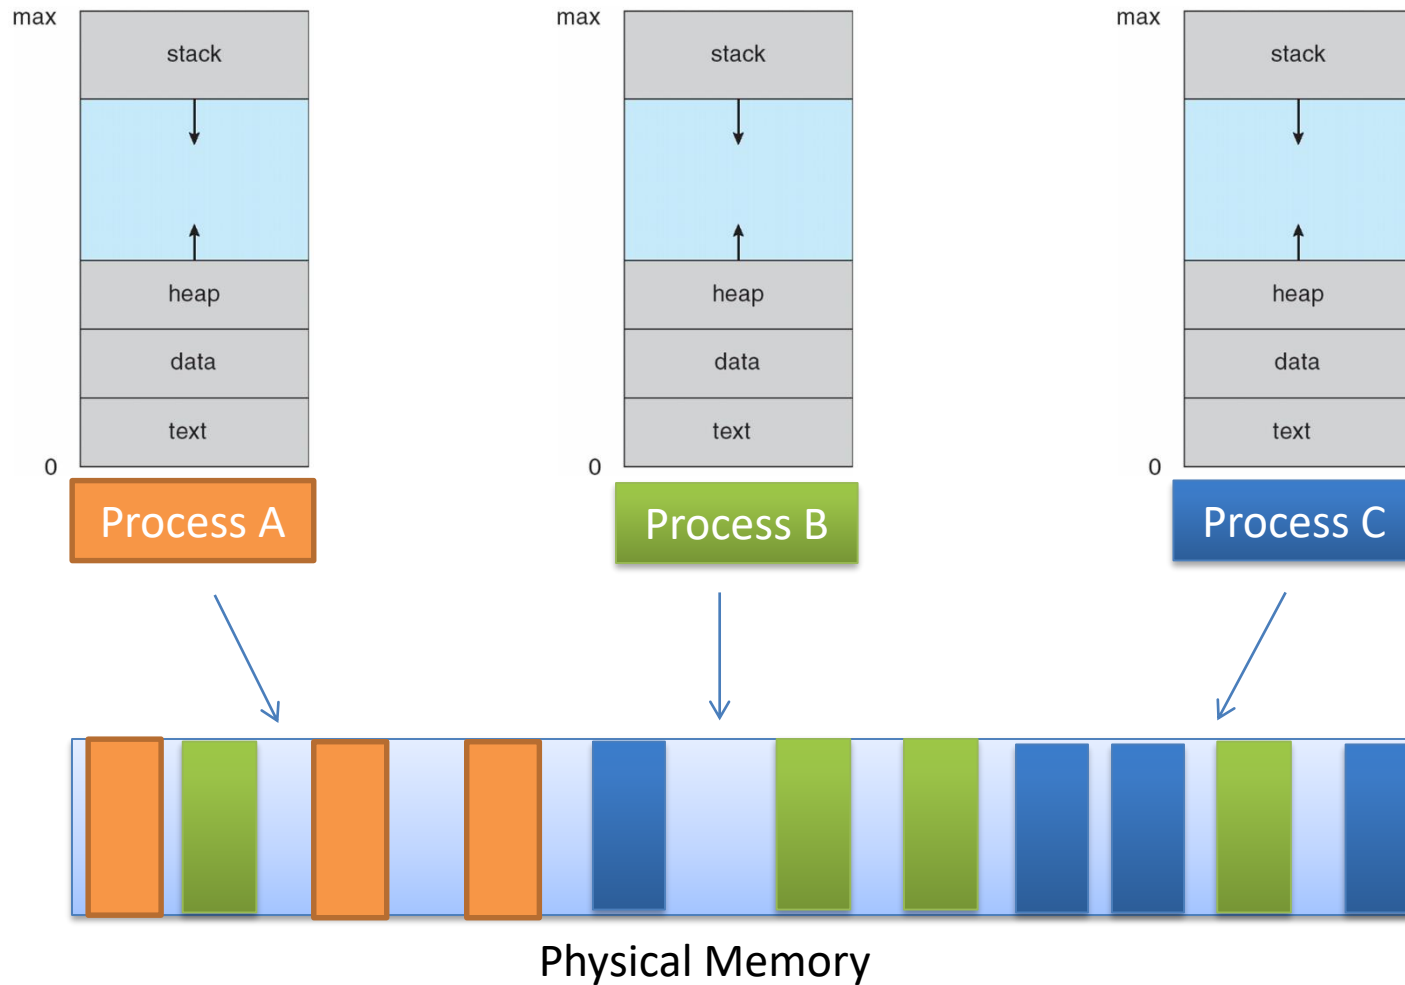 max
stack
heap
data
text
0
Process A
max
stack
heap
data
text
0
Process B
max
stack
heap
data
text
0
Process C
Physical Memory